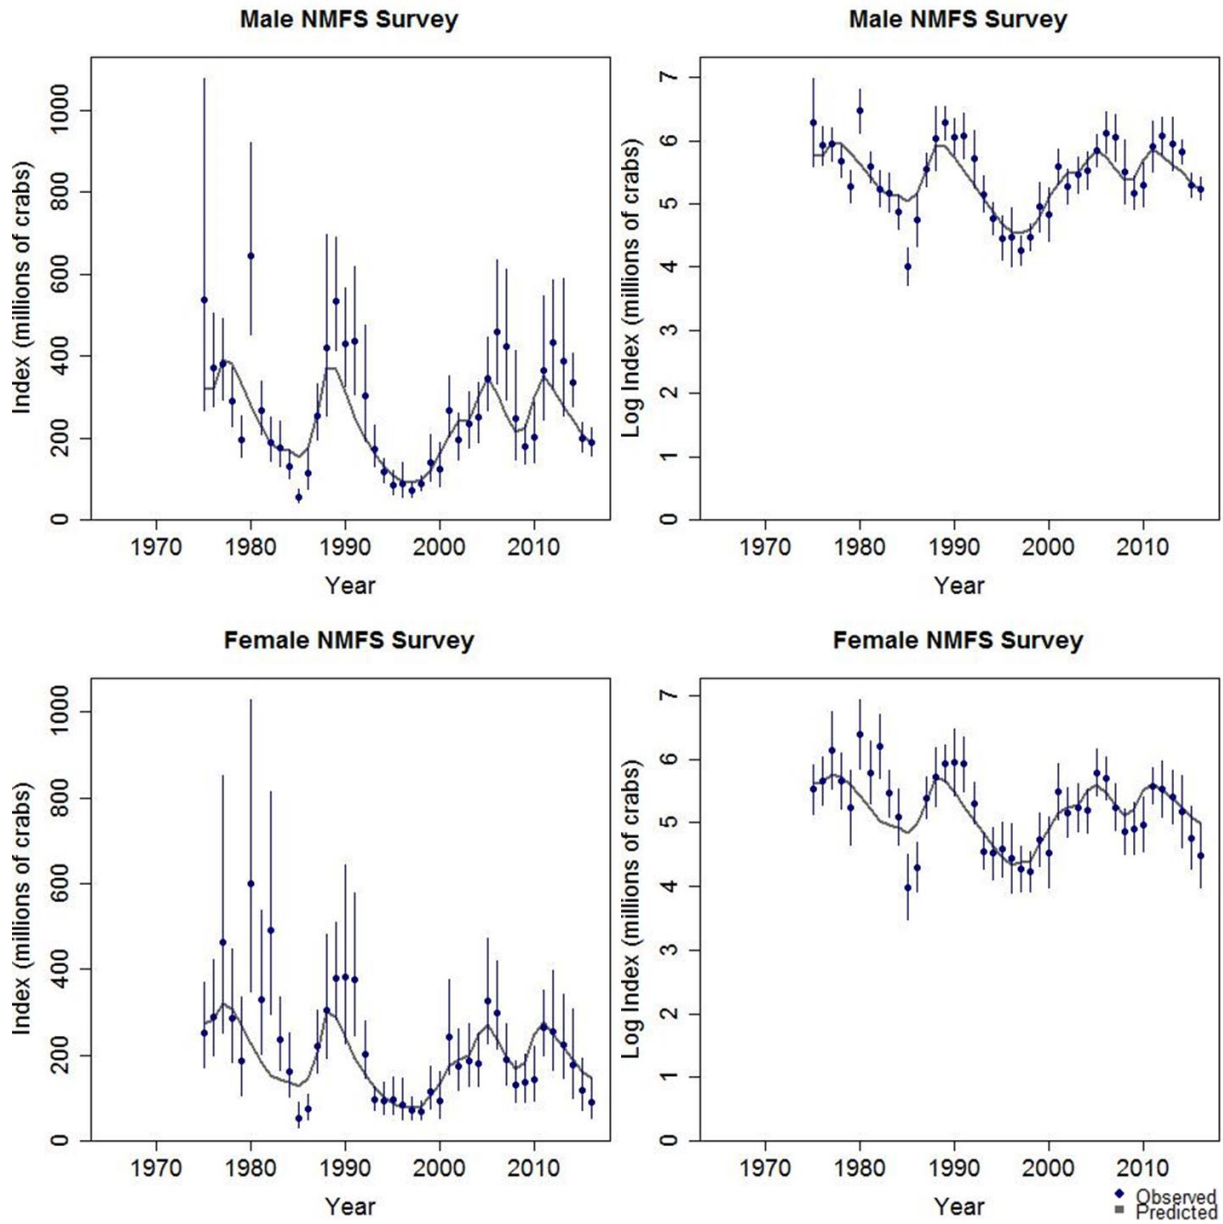 Male NMFS Survey
Index (millions of crabs)
0
200
400
600
800
1000
1970 1980 1990 2000 2010
Year
Male NMFS Survey
Log Index (millions of crabs)
0
1
2
3
4
5
6
7
1970 1980 1990 2000 2010
Year
Female NMFS Survey
Index (millions of crabs)
0
200
400
600
800
1000
1970 1980 1990 2000 2010
Year
Female NMFS Survey
Log Index (millions of crabs)
0
1
2
3
4
5
6
7
1970 1980 1990 2000 2010
Year
Observed
Predicted